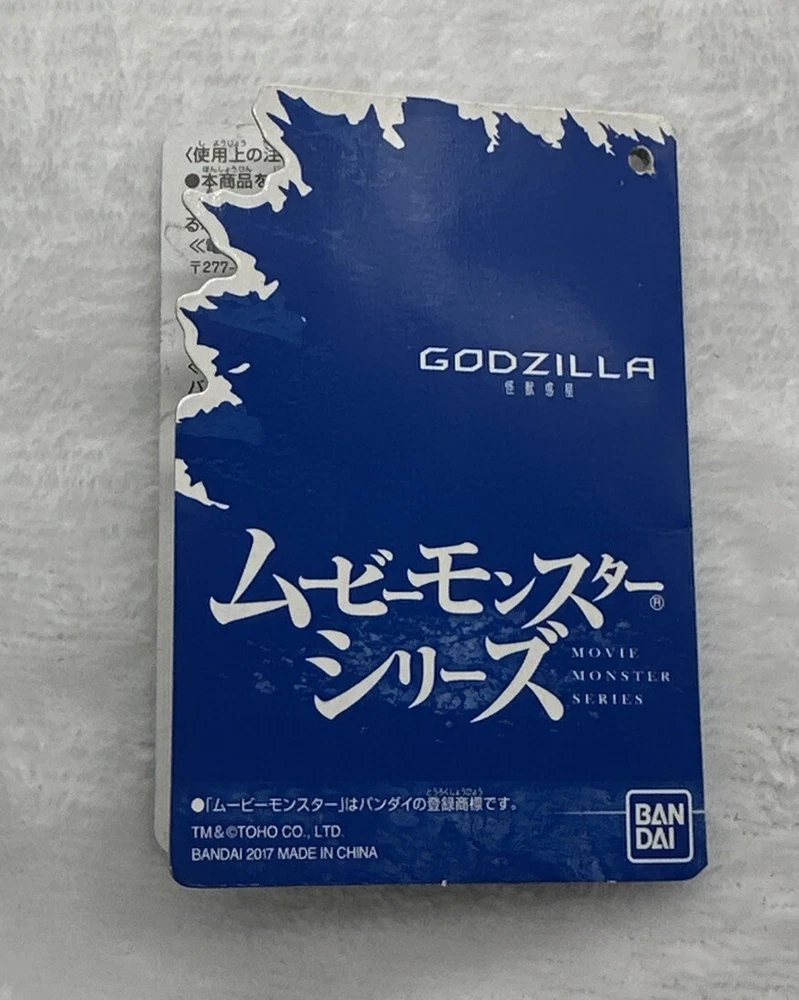 〈使用上の注
●本商品を
る
〒277-
バ
GODZILLA
怪獣惑星
ムービーモンスター®
シリーズ
MOVIE
MONSTER
SERIES
●「ムービーモンスター」はバンダイの登録商標です。
TM&©TOHO CO., LTD.
BANDAI 2017 MADE IN CHINA
BAN
DAI